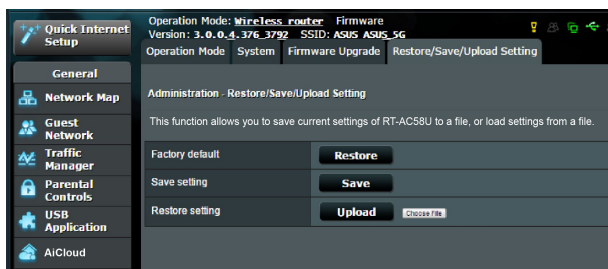 Quick Internet
Setup
Operation Mode: Wireless router Firmware
Version: 3.0.0.4.376_3792 SSID: ASUS ASUS_5G
Operation Mode System Firmware Upgrade Restore/Save/Upload Setting
General
Network Map
Guest
Network
Traffic
Manager
Parental
Controls
USB
Application
AiCloud
Administration - Restore/Save/Upload Setting
This function allows you to save current settings of RT-AC58U to a file, or load settings from a file.
Factory default Restore
Save setting Save
Restore setting Upload Choose File